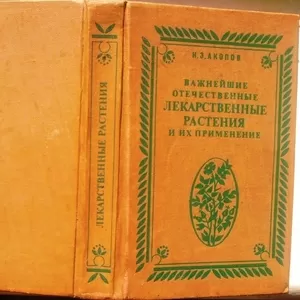 ЛЕКАРСТВЕННЫЕ РАСТЕНИЯ
И.Э.АКОПОВ
ВАЖНЕЙШИЕ
ОТЕЧЕСТВЕННЫЕ
ЛЕКАРСТВЕННЫЕ
РАСТЕНИЯ
И ИХ ПРИМЕНЕНИЕ